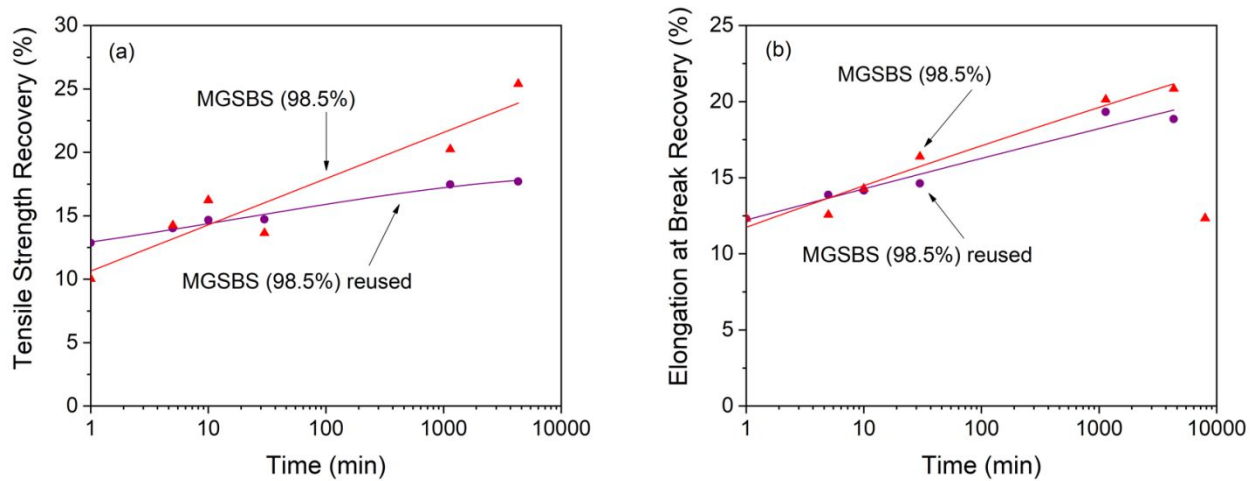 (a)
Tensile Strength Recovery (%)
30
25
20
15
10
5
0
MGSBS (98.5%)
MGSBS (98.5%) reused
1
10
100
1000
10000
Time (min)
(b)
Elongation at Break Recovery (%)
25
20
15
10
5
0
MGSBS (98.5%)
MGSBS (98.5%) reused
1
10
100
1000
10000
Time (min)